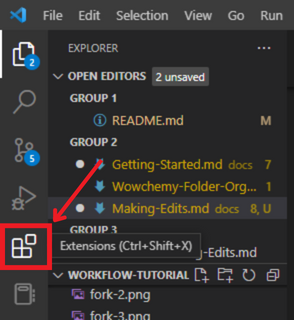 File Edit Selection View Go Run
EXPLORER
OPEN EDITORS 2 unsaved
GROUP 1
README.md M
GROUP 2
Getting-Started.md docs 7
Wowchemy-Folder-Org... 1
Making-Edits.md docs 8, U
GROUP 3
Extensions (Ctrl+Shift+X)
-Edits.md
WORKFLOW-TUTORIAL
fork-2.png
fork-3.png
2
5